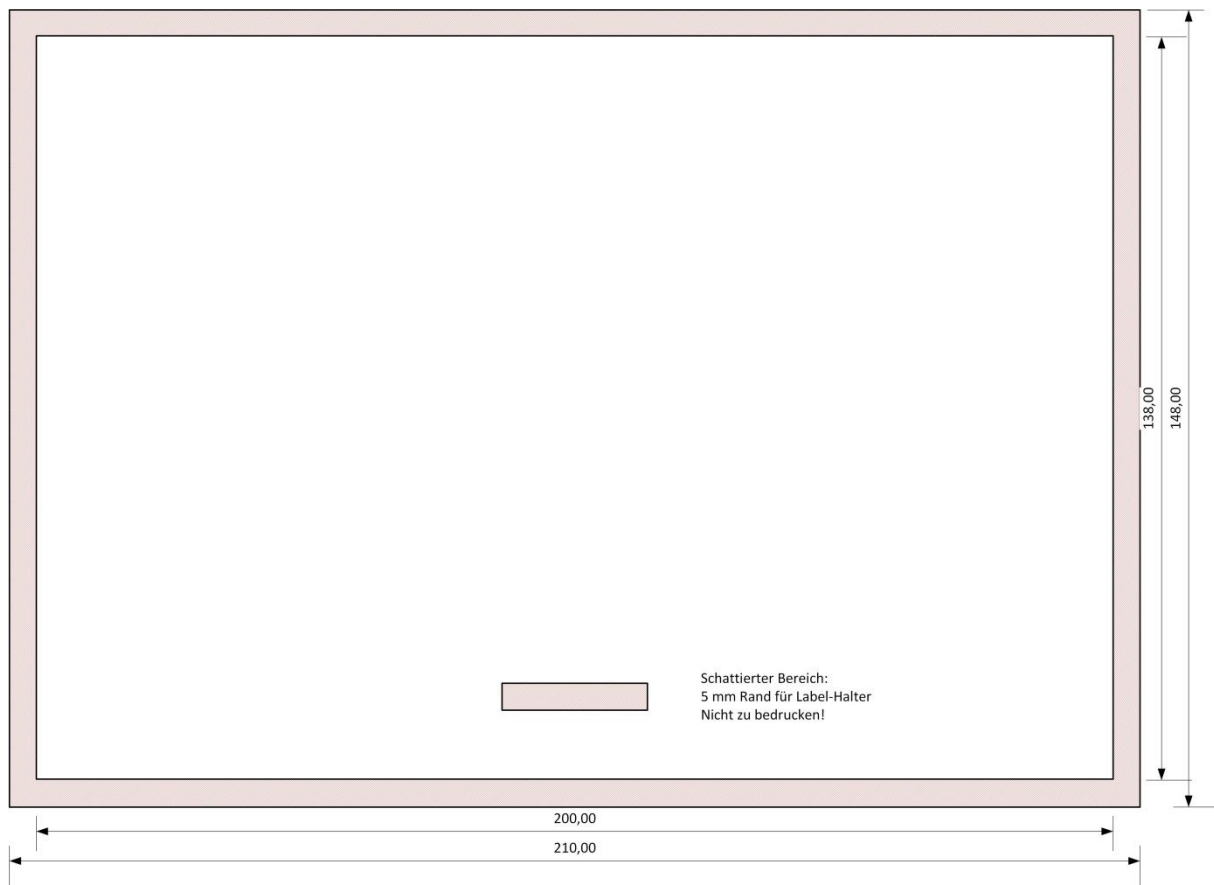 138,00
148,00
Schattierter Bereich:
5 mm Rand für Label-Halter
Nicht zu bedrucken!
200,00
210,00